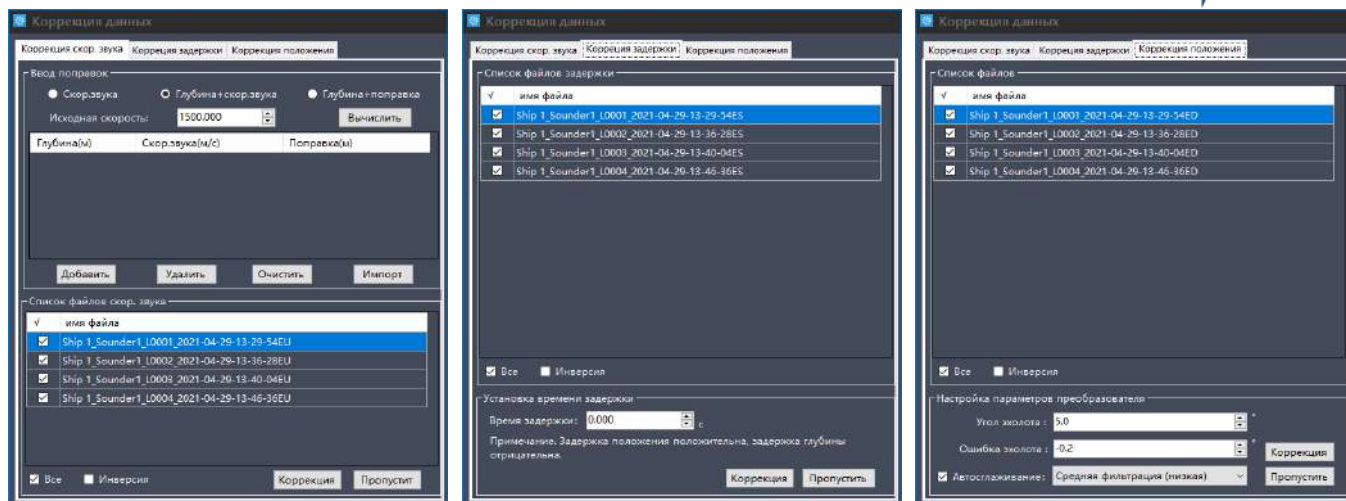 Коррекция данных
Коррекция скор. звука Коррекция задержки Коррекция положения
Ввод поправок
Скор.звука Глубина+скор.звука Глубина+поправка
Исходная скорость: 1500.000 Вычислить
Глубина(м) Скор.звука(м/с) Поправка(м)
Добавить Удалить Очистить Импорт
Список файлов скор. звука
√ имя файла
Ship 1_Sounder1_L0001_2021-04-29-13-29-54EU
Ship 1_Sounder1_L0002_2021-04-29-13-36-28EU
Ship 1_Sounder1_L0003_2021-04-29-13-40-04EU
Ship 1_Sounder1_L0004_2021-04-29-13-46-36EU
Все Инверсия Коррекция Пропустит
Коррекция данных
Коррекция скор. звука Коррекция задержки Коррекция положения
Список файлов задержки
√ имя файла
Ship 1_Sounder1_L0001_2021-04-29-13-29-54ES
Ship 1_Sounder1_L0002_2021-04-29-13-36-28ES
Ship 1_Sounder1_L0003_2021-04-29-13-40-04ES
Ship 1_Sounder1_L0004_2021-04-29-13-46-36ES
Все Инверсия
Установка времени задержки
Время задержки: 0.000 с
Примечание. Задержка положения положительна, задержка глубины
отрицательна.
Коррекция Пропустить
Коррекция данных
Коррекция скор. звука Коррекция задержки Коррекция положения
Список файлов
√ имя файла
Ship 1_Sounder1_L0001_2021-04-29-13-29-54ED
Ship 1_Sounder1_L0002_2021-04-29-13-36-28ED
Ship 1_Sounder1_L0003_2021-04-29-13-40-04ED
Ship 1_Sounder1_L0004_2021-04-29-13-46-36ED
Все Инверсия
Настройка параметров преобразователя
Угол эхолота : 5.0 °
Ошибка эхолота : -0.2 ° Коррекция
Автосглаживание: Средняя фильтрация (низкая) Пропустить